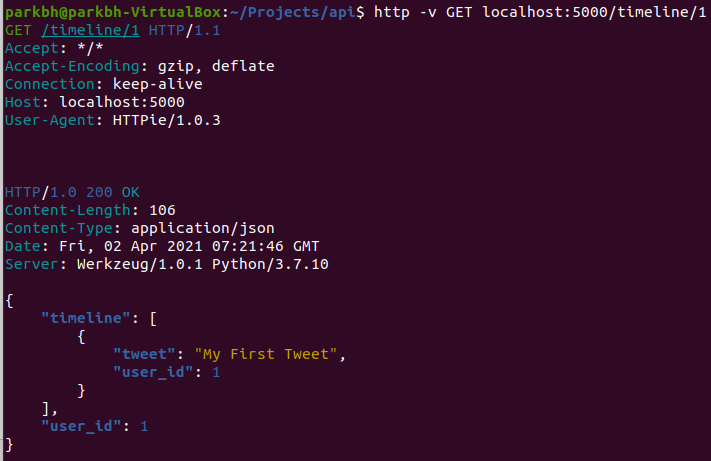 parkbh@parkbh-VirtualBox:~/Projects/api$ http -v GET localhost:5000/timeline/1
GET /timeline/1 HTTP/1.1
Accept: */*
Accept-Encoding: gzip, deflate
Connection: keep-alive
Host: localhost:5000
User-Agent: HTTPie/1.0.3
HTTP/1.0 200 OK
Content-Length: 106
Content-Type: application/json
Date: Fri, 02 Apr 2021 07:21:46 GMT
Server: Werkzeug/1.0.1 Python/3.7.10
{
    "timeline": [
        {
            "tweet": "My First Tweet",
            "user_id": 1
        }
    ],
    "user_id": 1
}